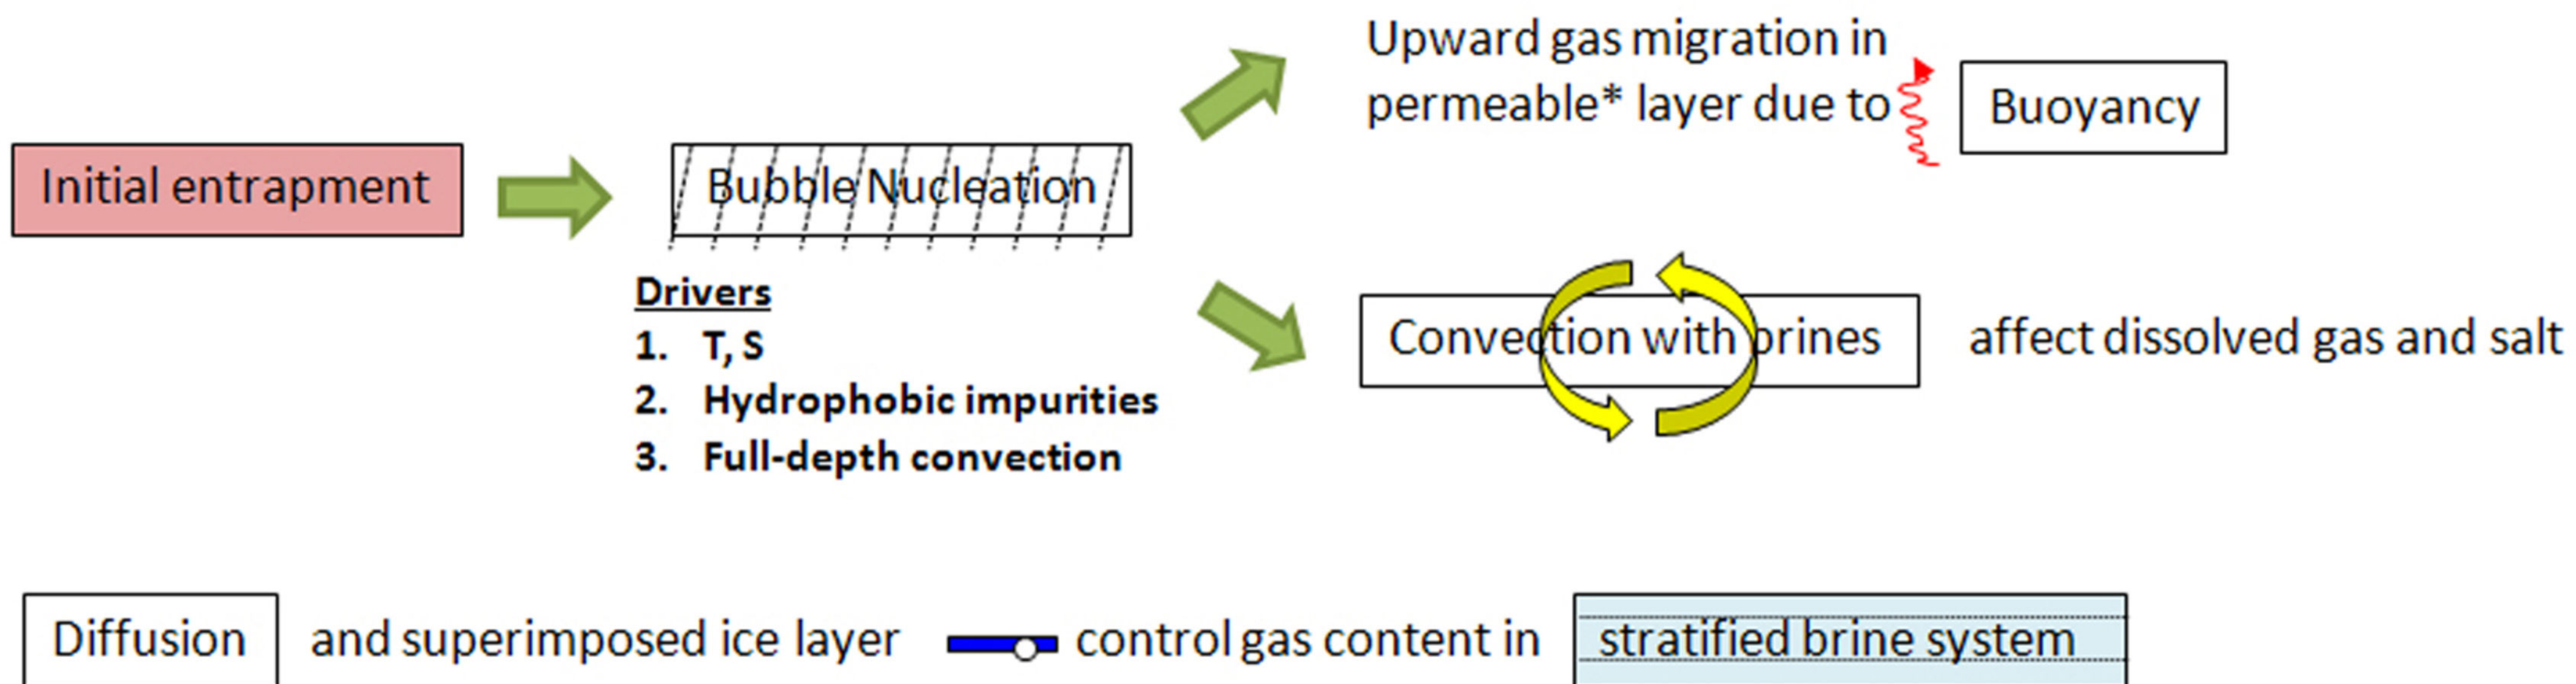 Initial entrapment
Bubble Nucleation
Drivers
1. T, S
2. Hydrophobic impurities
3. Full-depth convection
Upward gas migration in
permeable* layer due to
Buoyancy
Convection with brines
affect dissolved gas and salt
Diffusion and superimposed ice layer control gas content in stratified brine system